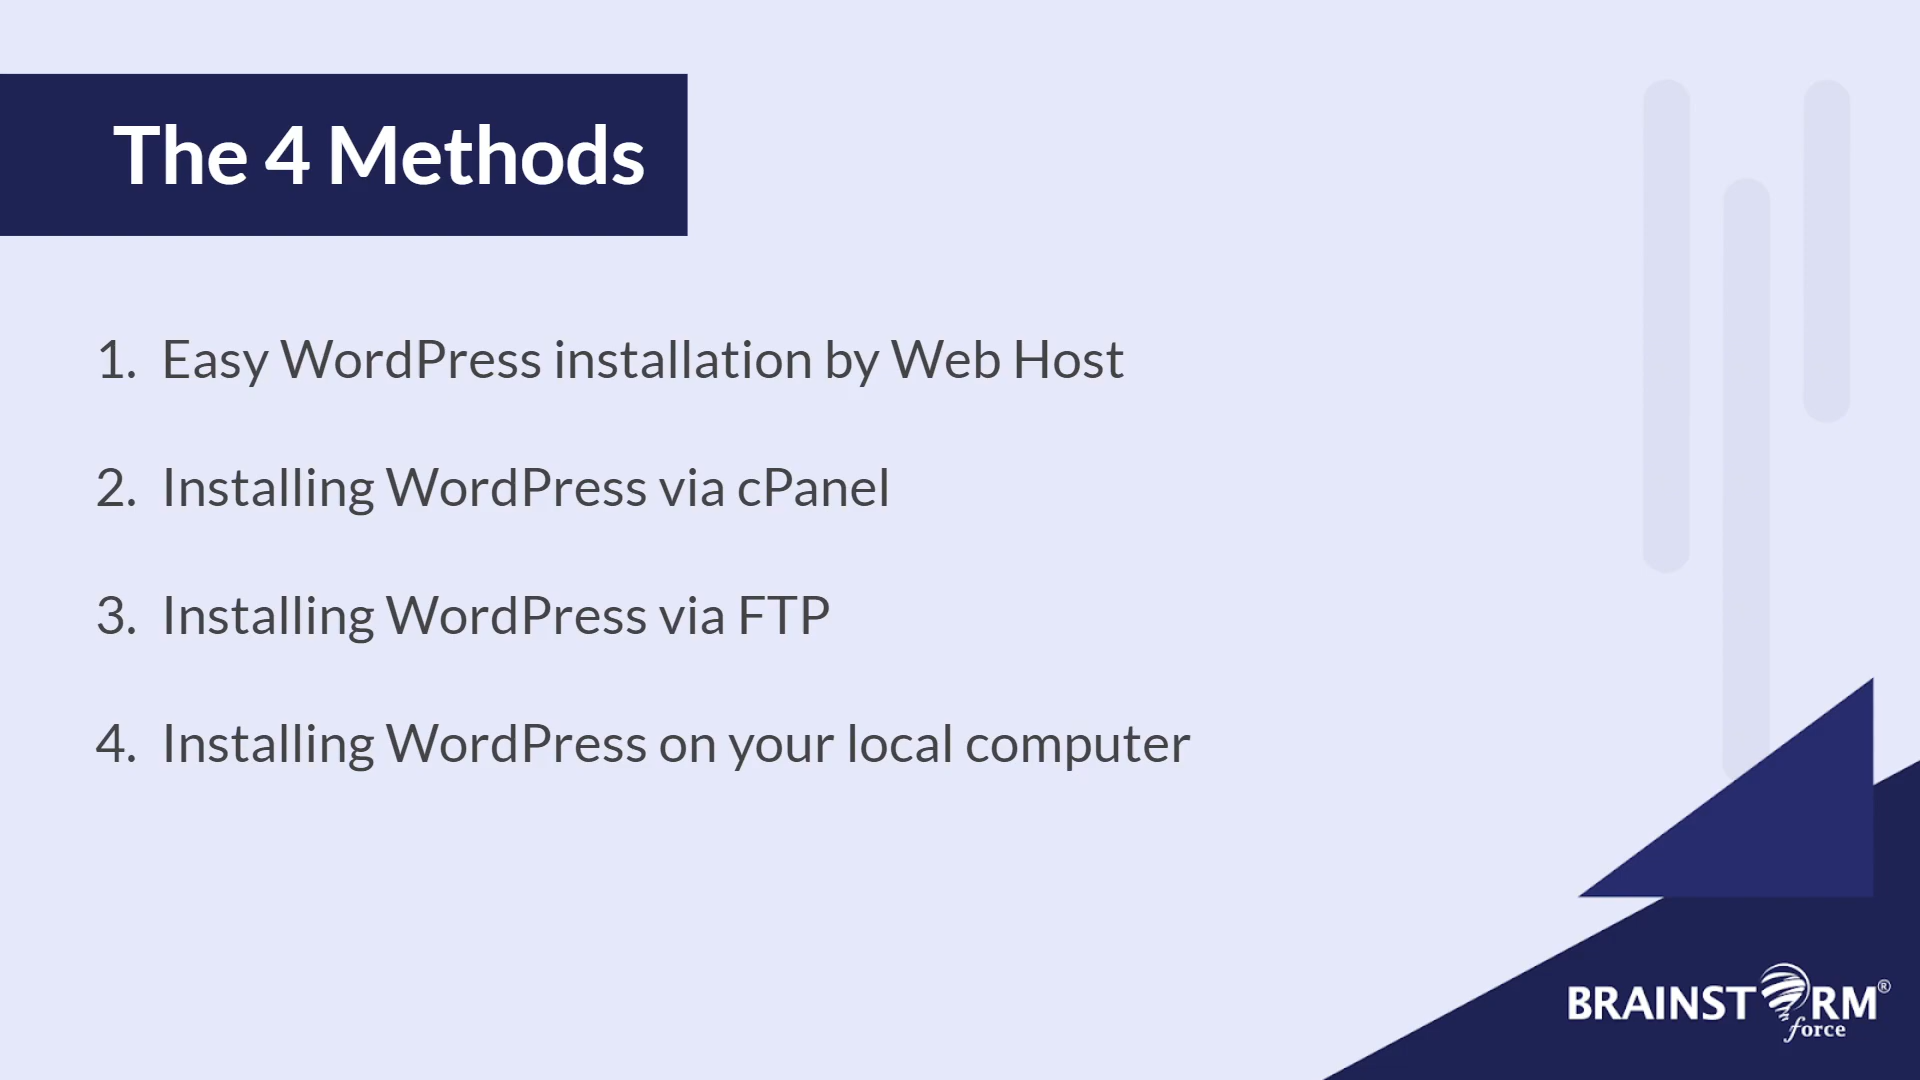 The 4 Methods
1. Easy WordPress installation by Web Host
2. Installing WordPress via cPanel
3. Installing WordPress via FTP
4. Installing WordPress on your local computer
BRAINSTORM®
force